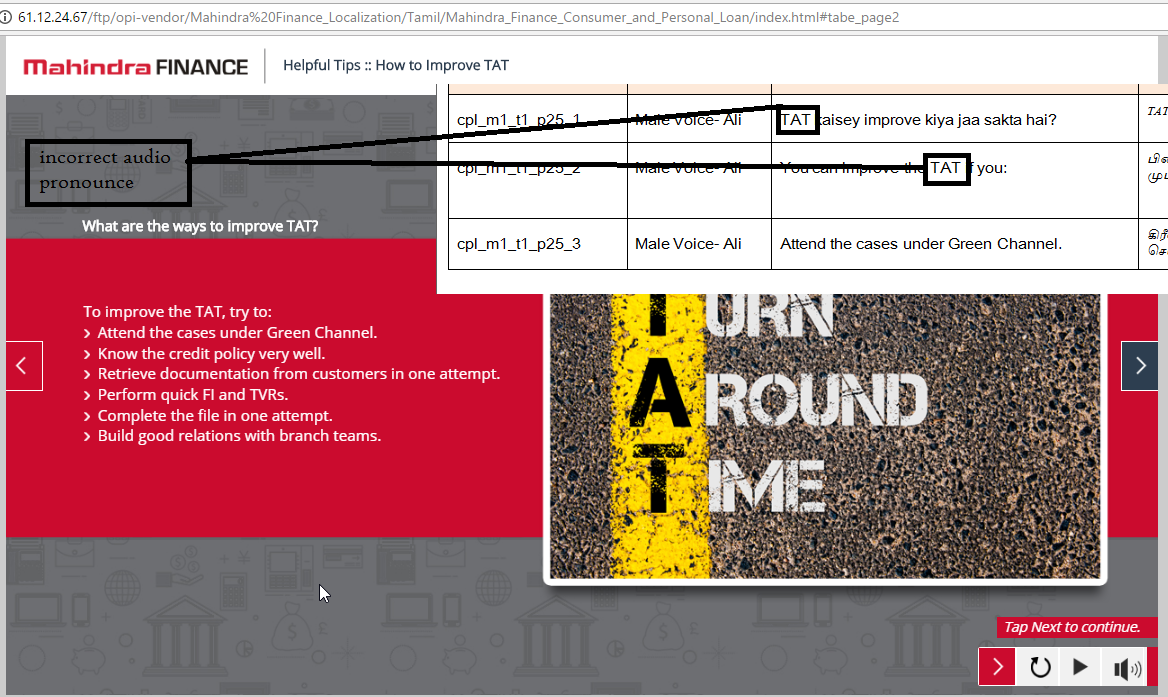 61.12.24.67/ftp/opi-vendor/Mahindra%20Finance_Localization/Tamil/Mahindra_Finance_Consumer_and_Personal_Loan/index.html#tabe_page2
Mahindra FINANCE
Helpful Tips :: How to Improve TAT
cpl_m1_t1_p25_1 Male Voice- Ali TAT kaisey improve kiya jaa sakta hai? TAT
cpl_m1_t1_p25_2 Male Voice- Ali You can improve the TAT if you:
cpl_m1_t1_p25_3 Male Voice- Ali Attend the cases under Green Channel.
incorrect audio
pronounce
What are the ways to improve TAT?
To improve the TAT, try to:
› Attend the cases under Green Channel.
› Know the credit policy very well.
› Retrieve documentation from customers in one attempt.
› Perform quick FI and TVRs.
› Complete the file in one attempt.
› Build good relations with branch teams.
TURN
AROUND
TIME
Tap Next to continue.